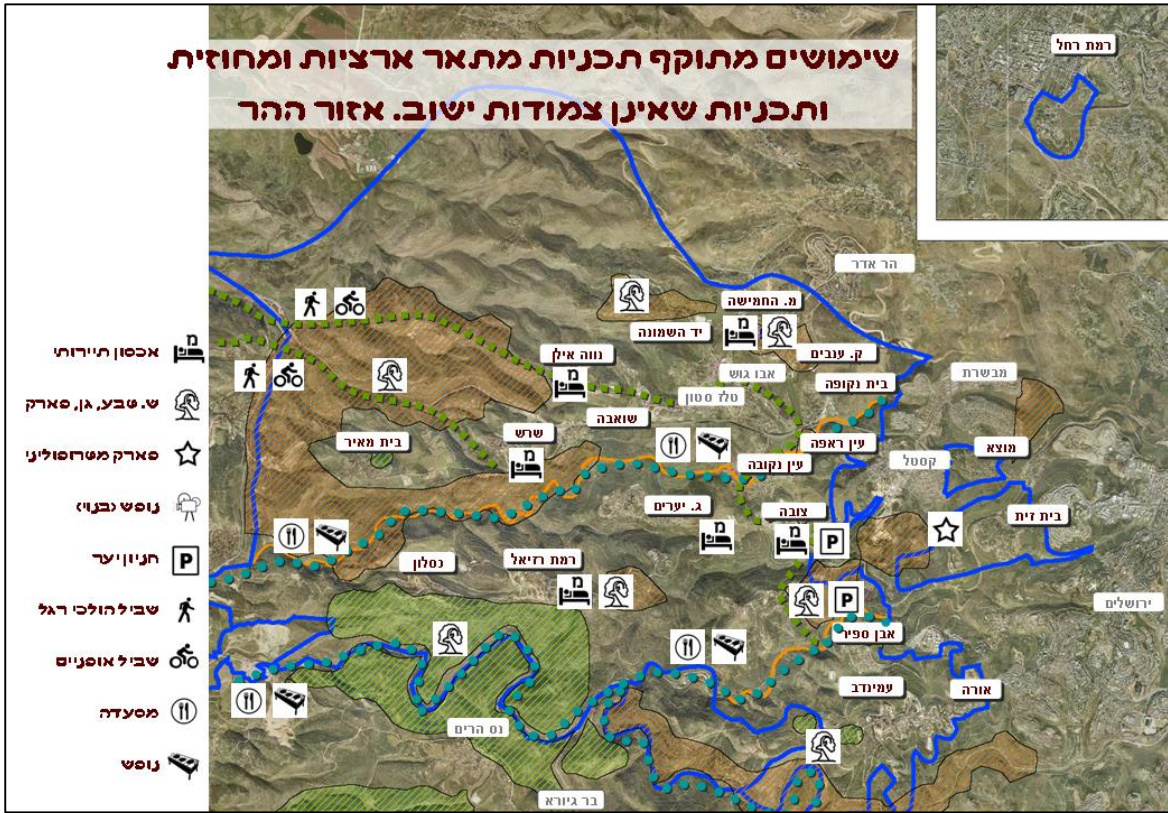 שימושים מתוקף תכניות מתאר ארציות ומחוזית
ותכניות שאינן צמודות ישוב. אזור ההר
רמת רחל
הר אדר
מ. החמישה
יד השמונה
ק. ענבים
נווה אילן
אבו גוש
בית נקופה
מבשרת
טלז סטון
שואבה
שרש
בית מאיר
עין ראפה
עין נקובה
מוצא
קסטל
ג. יערים
צובה
בית זית
כסלון
רמת רזיאל
ירושלים
אבן ספיר
עמינדב
אורה
נס הרים
בר גיורא
מ
מ
מ
מ
מ
מ
P
P
אכסון תיירותי
מ
ש. טבע, גן, פארק
פארק מטרופוליני
נופש (בנוי)
חניון יער
P
שביל הולכי רגל
שביל אופניים
מסעדה
נופש